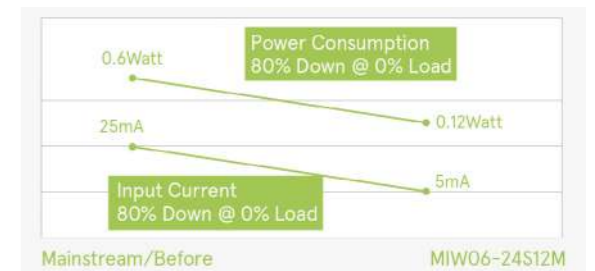 Power Consumption
80% Down @ 0% Load
0.6Watt
0.12Watt
25mA
5mA
Input Current
80% Down @ 0% Load
Mainstream/Before
MIW06-24S12M